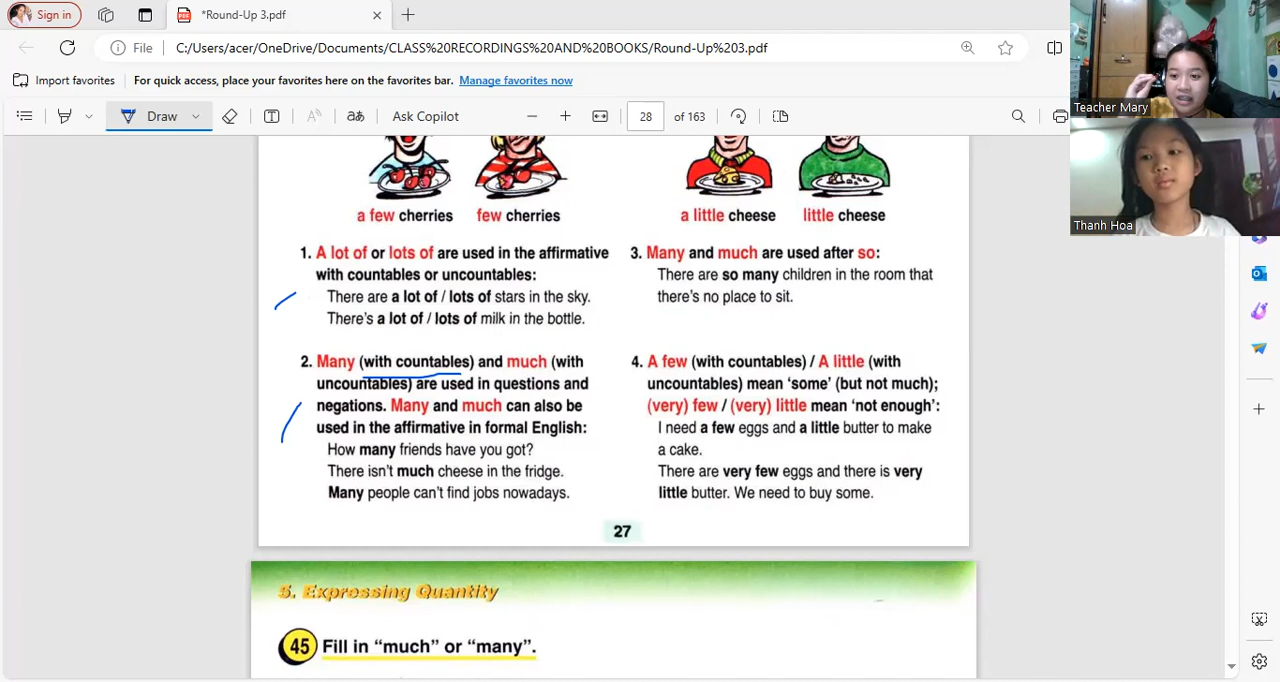 Sign in
*Round-Up 3.pdf
File
C:/Users/acer/OneDrive/Documents/CLASS%20RECORDINGS%20AND%20BOOKS/Round-Up%203.pdf
Import favorites
For quick access, place your favorites here on the favorites bar. Manage favorites now
Draw
aあ
Ask Copilot
28 of 163
Teacher Mary
Thanh Hoa
a few cherries
few cherries
a little cheese
little cheese
1. A lot of or lots of are used in the affirmative
with countables or uncountables:
There are a lot of / lots of stars in the sky.
There's a lot of / lots of milk in the bottle.
2. Many (with countables) and much (with
uncountables) are used in questions and
negations. Many and much can also be
used in the affirmative in formal English:
How many friends have you got?
There isn't much cheese in the fridge.
Many people can't find jobs nowadays.
3. Many and much are used after so:
There are so many children in the room that
there's no place to sit.
4. A few (with countables) / A little (with
uncountables) mean 'some' (but not much);
(very) few / (very) little mean 'not enough':
I need a few eggs and a little butter to make
a cake.
There are very few eggs and there is very
little butter. We need to buy some.
27
5. Expressing Quantity
45 Fill in "much" or "many".